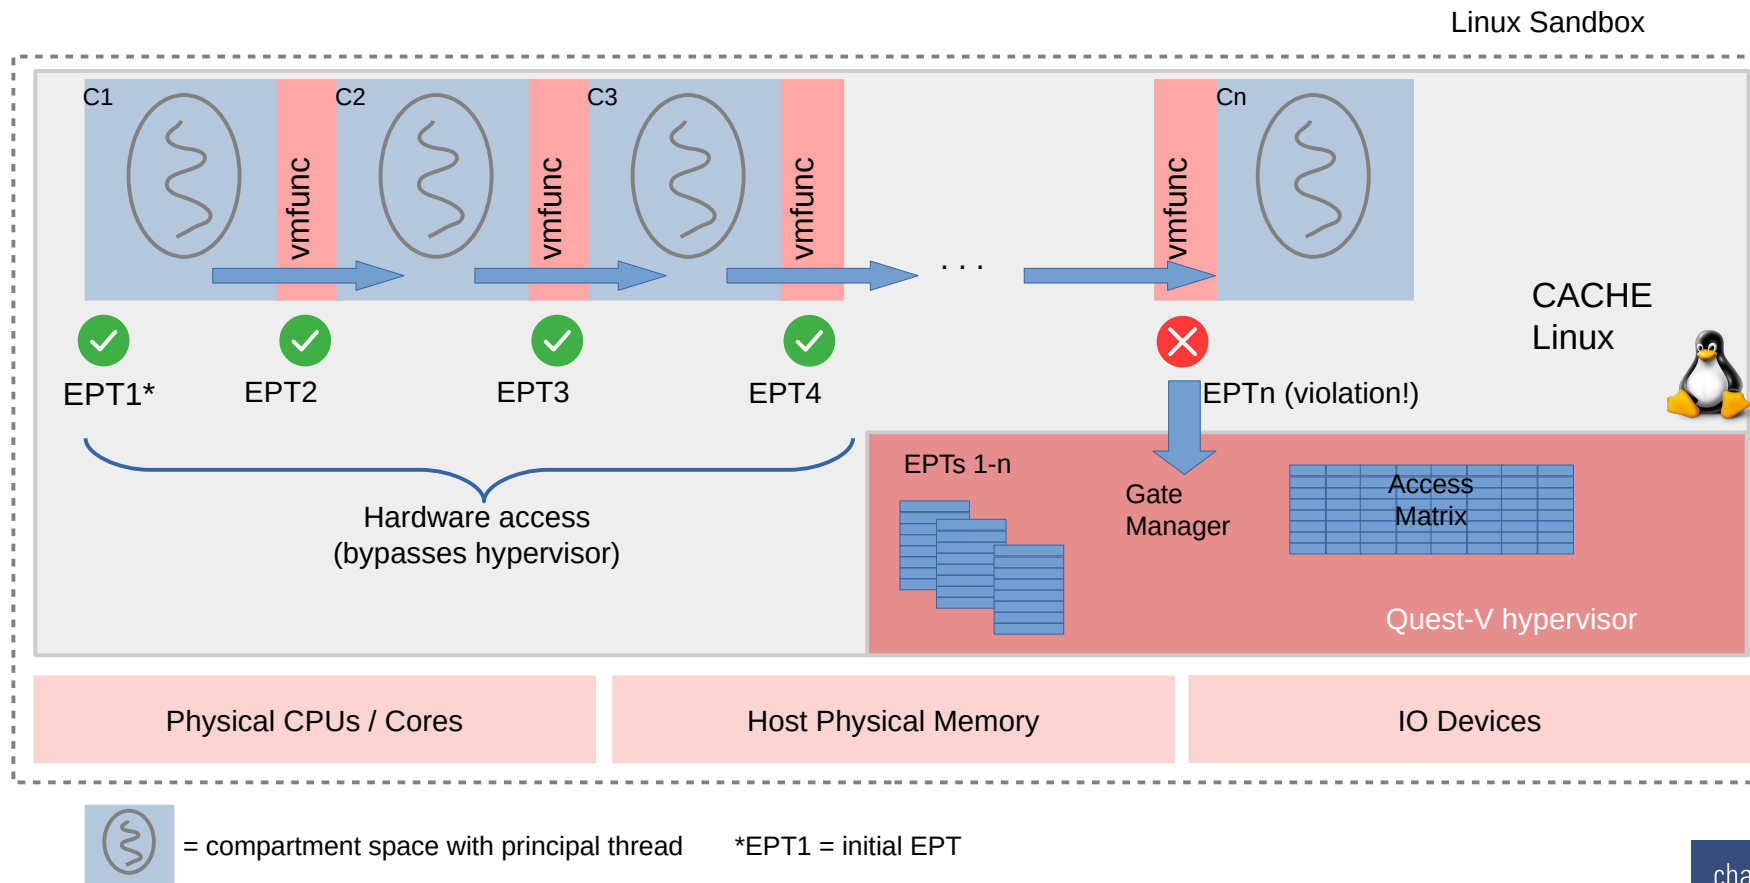 Linux Sandbox
C1
C2
C3
Cn
vmfunc
vmfunc
vmfunc
. . .
vmfunc
CACHE
Linux
EPT1*
EPT2
EPT3
EPT4
EPTn (violation!)
Hardware access
(bypasses hypervisor)
EPTs 1-n
Gate
Manager
Access
Matrix
Quest-V hypervisor
Physical CPUs / Cores
Host Physical Memory
IO Devices
= compartment space with principal thread
*EPT1 = initial EPT